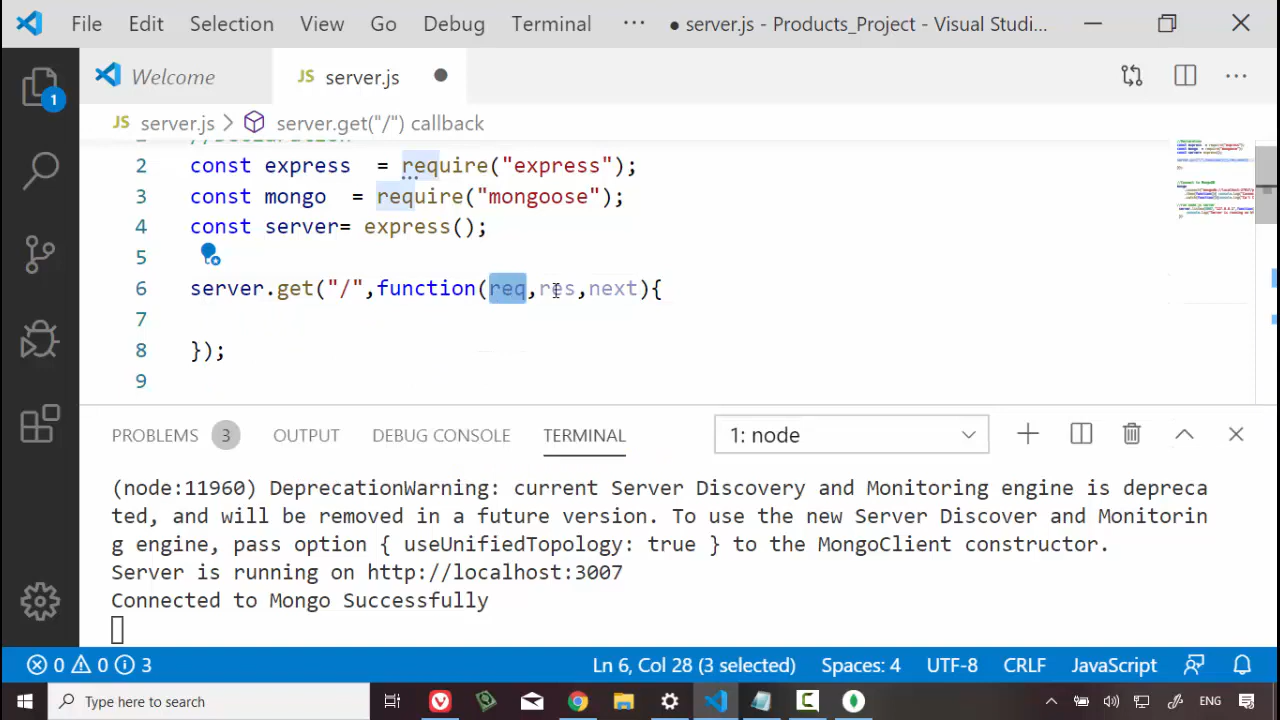 File Edit Selection View Go Debug Terminal ··· ● server.js - Products_Project - Visual Studi...
Welcome JS server.js ●
JS server.js > server.get("/") callback
2 const express = require("express");
3 const mongo = require("mongoose");
4 const server= express();
5
6 server.get("/",function(req,res,next){
7
8 });
9
1
PROBLEMS 3 OUTPUT DEBUG CONSOLE TERMINAL 1: node
(node:11960) DeprecationWarning: current Server Discovery and Monitoring engine is depreca
ted, and will be removed in a future version. To use the new Server Discover and Monitorin
g engine, pass option { useUnifiedTopology: true } to the MongoClient constructor.
Server is running on http://localhost:3007
Connected to Mongo Successfully
0 0 3 Ln 6, Col 28 (3 selected) Spaces: 4 UTF-8 CRLF JavaScript
Type here to search ENG